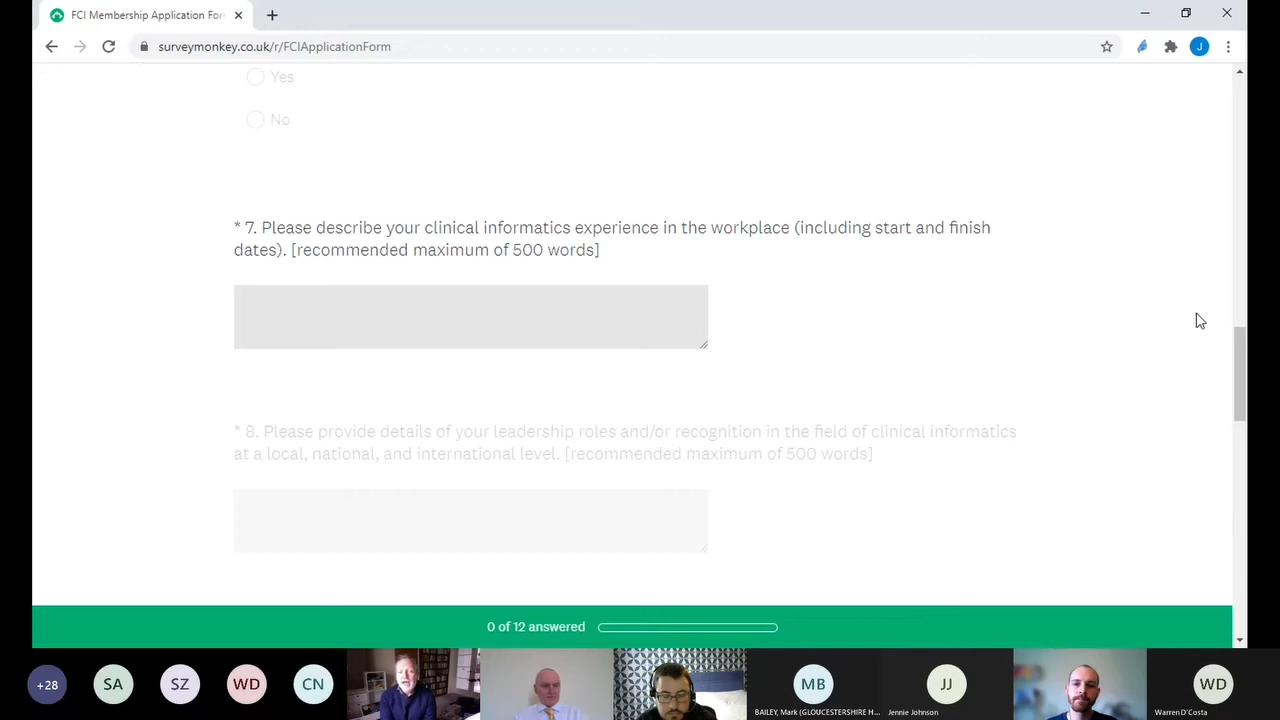 FCI Membership Application For
surveymonkey.co.uk/r/FCIApplicationForm
J
Yes
No
* 7. Please describe your clinical informatics experience in the workplace (including start and finish
dates). [recommended maximum of 500 words]
* 8. Please provide details of your leadership roles and/or recognition in the field of clinical informatics
at a local, national, and international level. [recommended maximum of 500 words]
0 of 12 answered
+28
SA
SZ
WD
CN
MB
BAILEY, Mark (GLOUCESTERSHIRE H...
JJ
Jennie Johnson
WD
Warren D'Costa